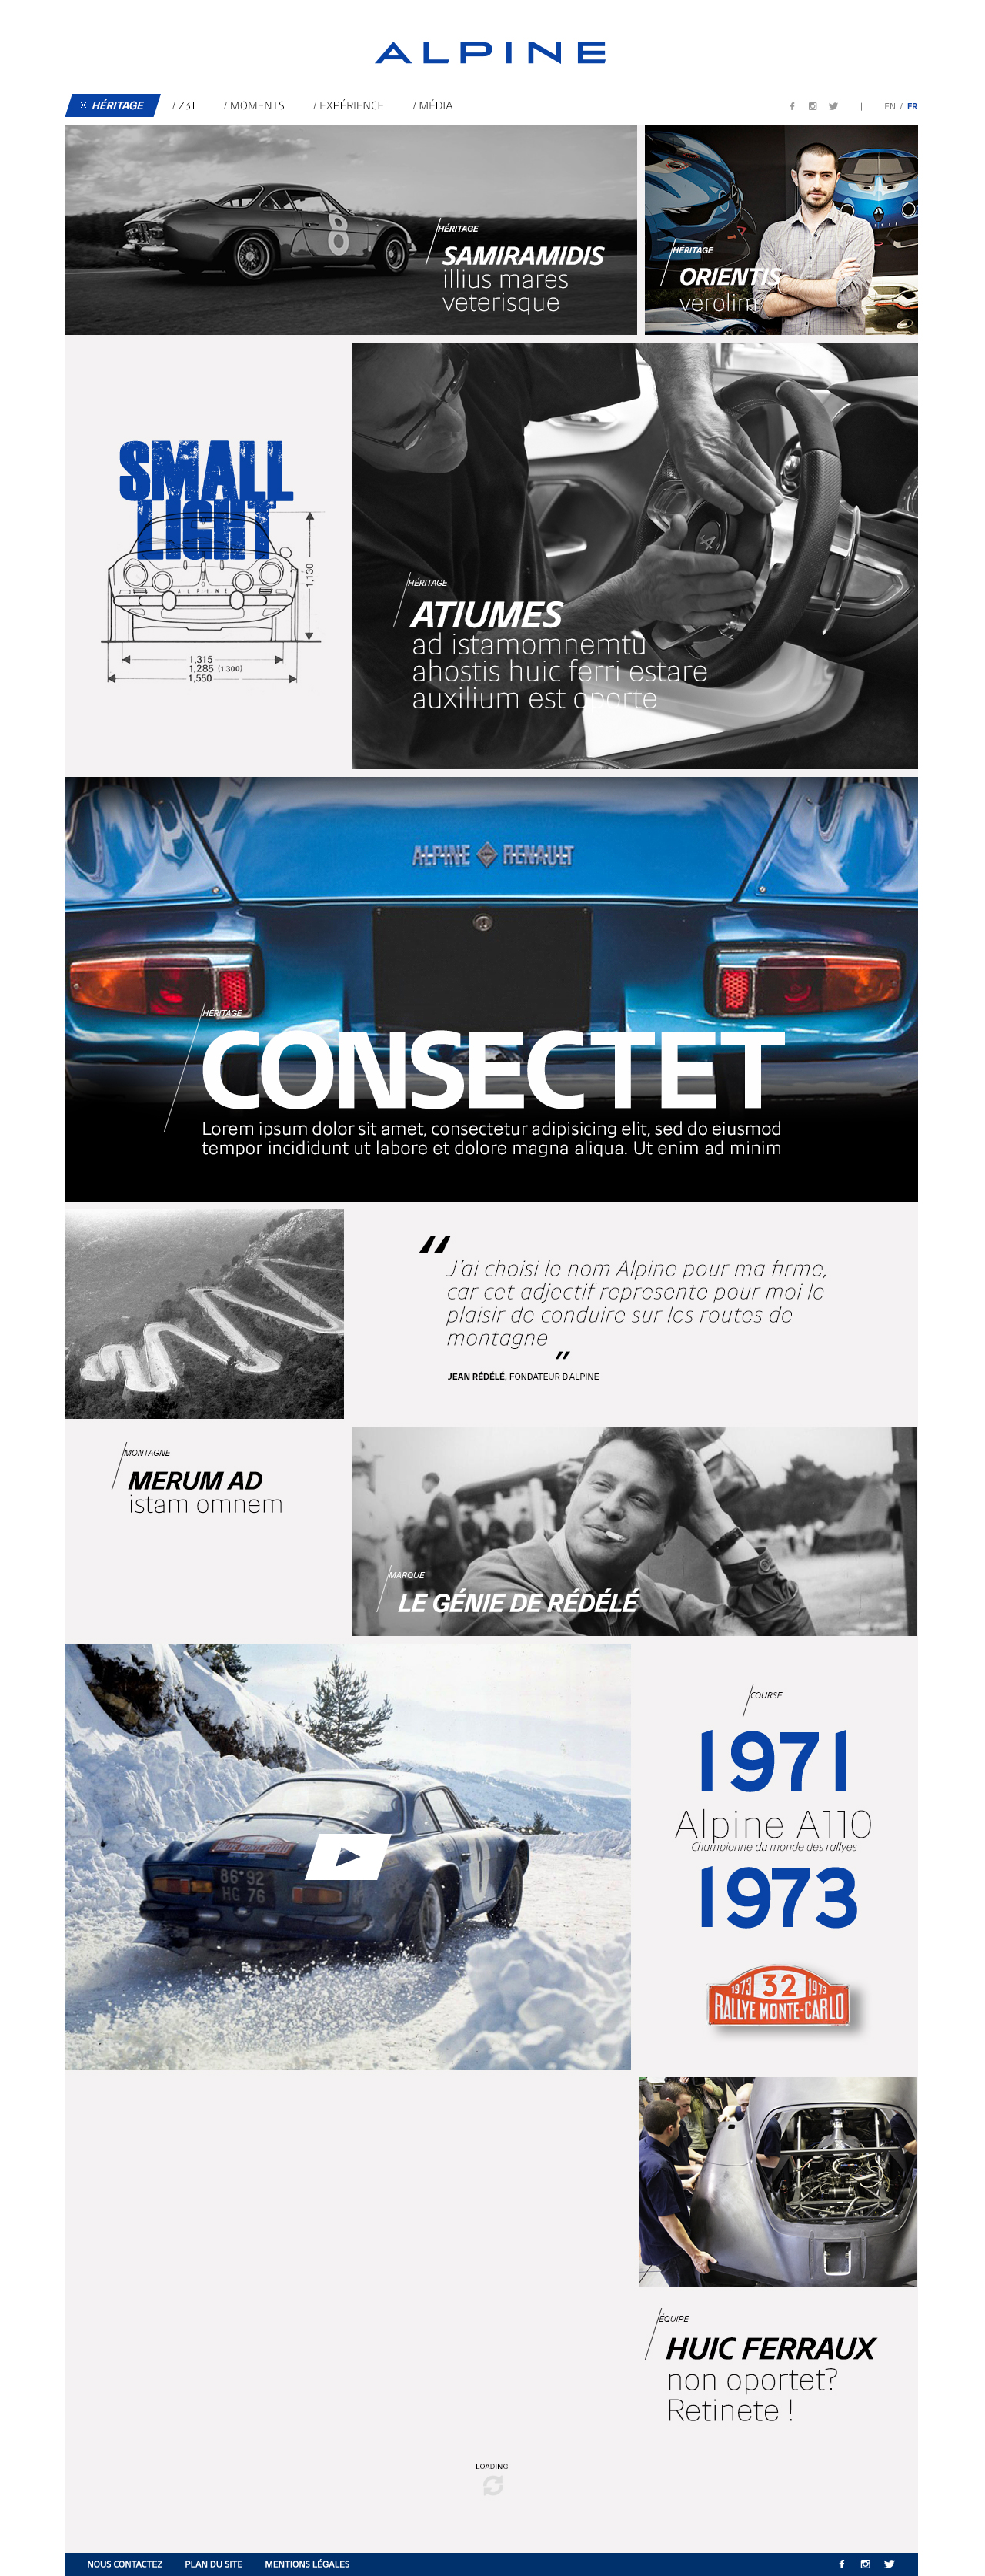 ALPINE
× HÉRITAGE / Z31 / MOMENTS / EXPÉRIENCE / MÉDIA | EN / FR
8
HÉRITAGE
SAMIRAMIDIS
illius mares
veterisque
HÉRITAGE
ORIENTIS
verolim
SMALL
LIGHT
ALPINE
1,130
1,315
1,285 (1 300)
1,550
HÉRITAGE
ATIUMES
ad istamomnemtu
ahostis huic ferri estare
auxilium est oporte
ALPINE RENAULT
HÉRITAGE
CONSECTET
Lorem ipsum dolor sit amet, consectetur adipisicing elit, sed do eiusmod
tempor incididunt ut labore et dolore magna aliqua. Ut enim ad minim
"
J'ai choisi le nom Alpine pour ma firme,
car cet adjectif represente pour moi le
plaisir de conduire sur les routes de
montagne
"
JEAN RÉDÉLÉ, FONDATEUR D'ALPINE
MONTAGNE
MERUM AD
istam omnem
MARQUE
LE GÉNIE DE RÉDÉLÉ
86*92
HG 76
COURSE
1971
Alpine A110
Championne du monde des rallyes
1973
1973 32 1973
RALLYE MONTE-CARLO
ÉQUIPE
HUIC FERRAUX
non oportet?
Retinete !
LOADING
NOUS CONTACTEZ PLAN DU SITE MENTIONS LÉGALES